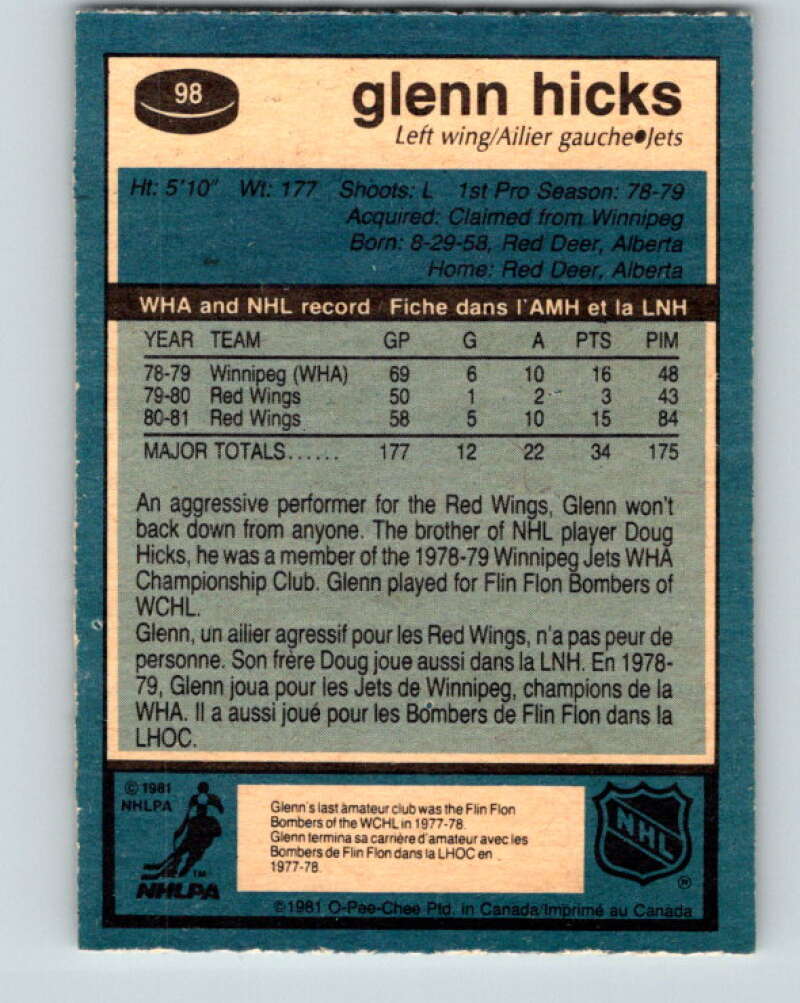 98
glenn hicks
Left wing/Ailier gauche●Jets
Ht: 5'10" Wt: 177 Shoots: L 1st Pro Season: 78-79
Acquired: Claimed from Winnipeg
Born: 8-29-58, Red Deer, Alberta
Home: Red Deer, Alberta
WHA and NHL record / Fiche dans l'AMH et la LNH
YEAR TEAM GP G A PTS PIM
78-79 Winnipeg (WHA) 69 6 10 16 48
79-80 Red Wings 50 1 2 3 43
80-81 Red Wings 58 5 10 15 84
MAJOR TOTALS...... 177 12 22 34 175
An aggressive performer for the Red Wings, Glenn won't
back down from anyone. The brother of NHL player Doug
Hicks, he was a member of the 1978-79 Winnipeg Jets WHA
Championship Club. Glenn played for Flin Flon Bombers of
WCHL.
Glenn, un ailier agressif pour les Red Wings, n'a pas peur de
personne. Son frère Doug joue aussi dans la LNH. En 1978-
79, Glenn joua pour les Jets de Winnipeg, champions de la
WHA. Il a aussi joué pour les Bombers de Flin Flon dans la
LHOC.
© 1981
NHLPA
TM
NHLPA
Glenn's last amateur club was the Flin Flon
Bombers of the WCHL in 1977-78.
Glenn termina sa carrière d'amateur avec les
Bombers de Flin Flon dans la LHOC en
1977-78.
NHL
®
©1981 O-Pee-Chee Ptd. in Canada/Imprimé au Canada